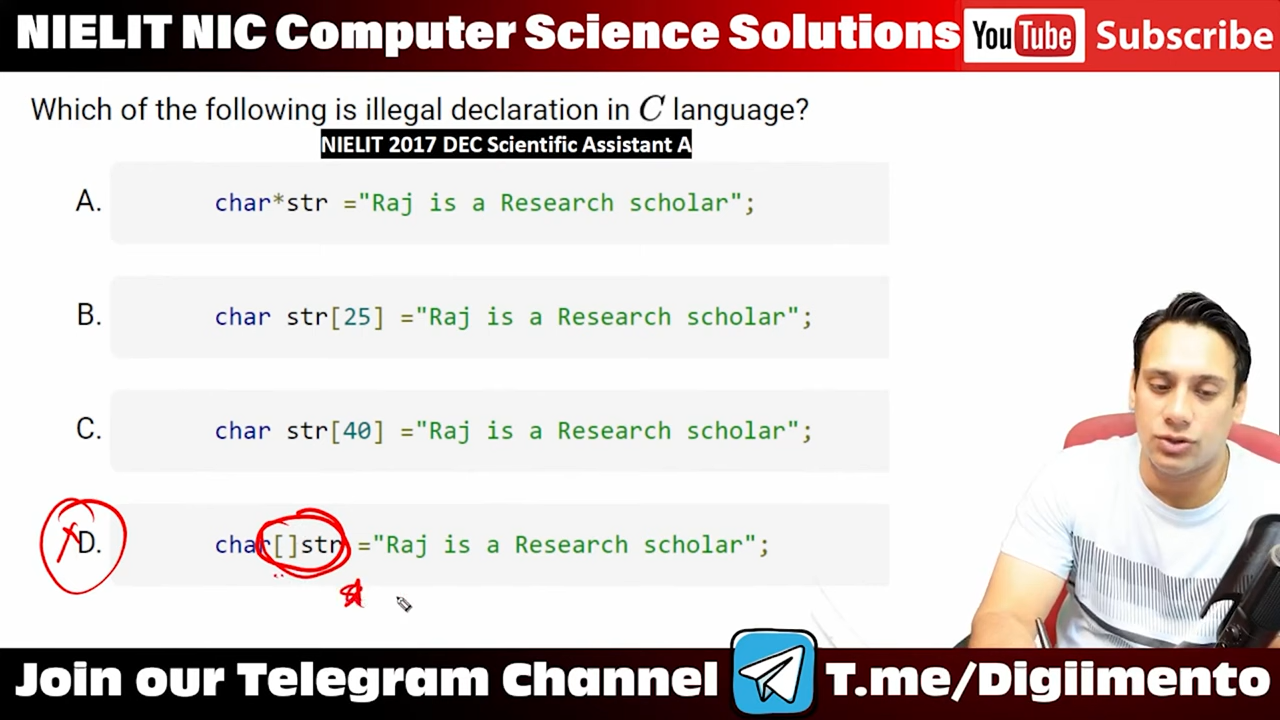 NIELIT NIC Computer Science Solutions YouTube Subscribe
Which of the following is illegal declaration in C language?
NIELIT 2017 DEC Scientific Assistant A
A. char*str ="Raj is a Research scholar";
B. char str[25] ="Raj is a Research scholar";
C. char str[40] ="Raj is a Research scholar";
D. char[]str ="Raj is a Research scholar";
Join our Telegram Channel T.me/Digiimento